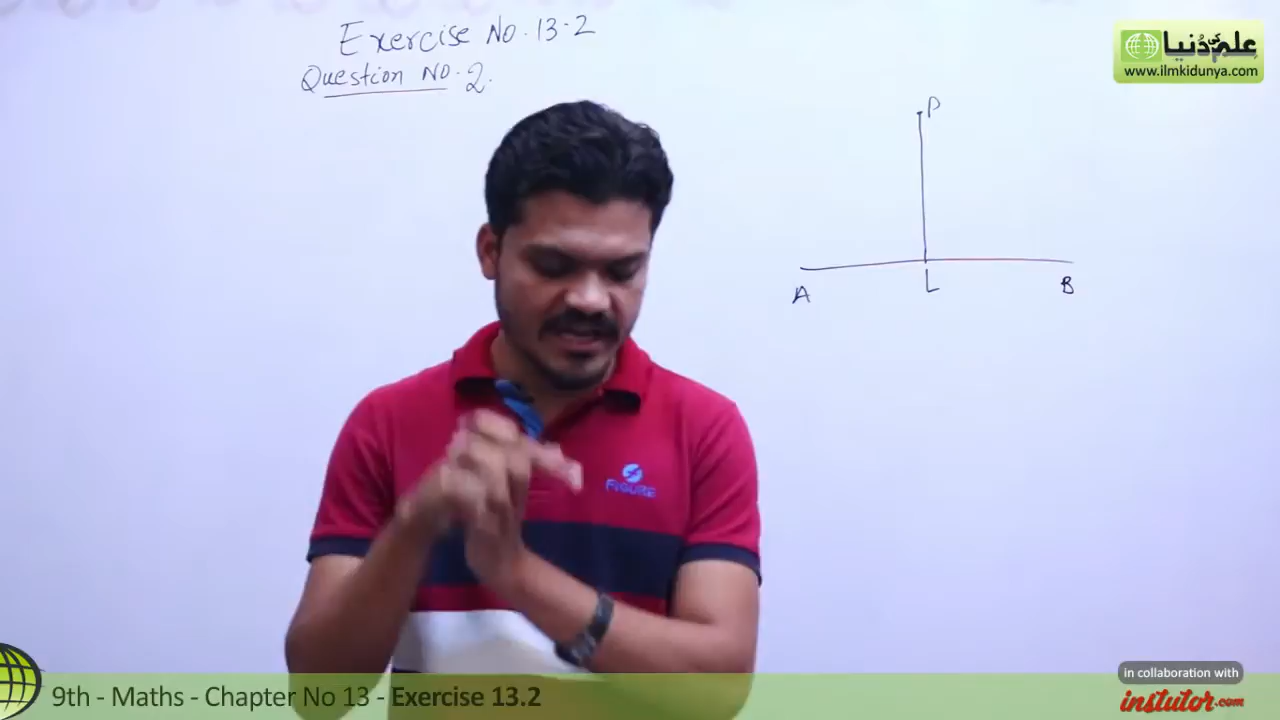 Exercise No. 13-2
Question No. 2.
علم کی دُنیا
www.ilmkidunya.com
P
A
L
B
FIGURE
9th - Maths - Chapter No 13 - Exercise 13.2
in collaboration with
instutor.com